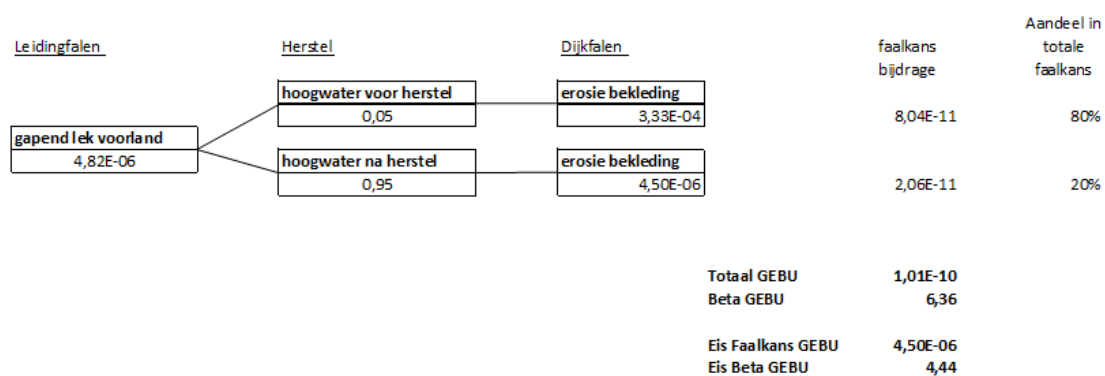 Aandeel in
Leidingfalen Herstel Dijkfalen faalkans totale
bijdrage faalkans
hoogwater voor herstel erosie bekleding
0,05 3,33E-04 8,04E-11 80%
gapend lek voorland
4,82E-06
hoogwater na herstel erosie bekleding
0,95 4,50E-06 2,06E-11 20%
Totaal GEBU 1,01E-10
Beta GEBU 6,36
Eis Faalkans GEBU 4,50E-06
Eis Beta GEBU 4,44